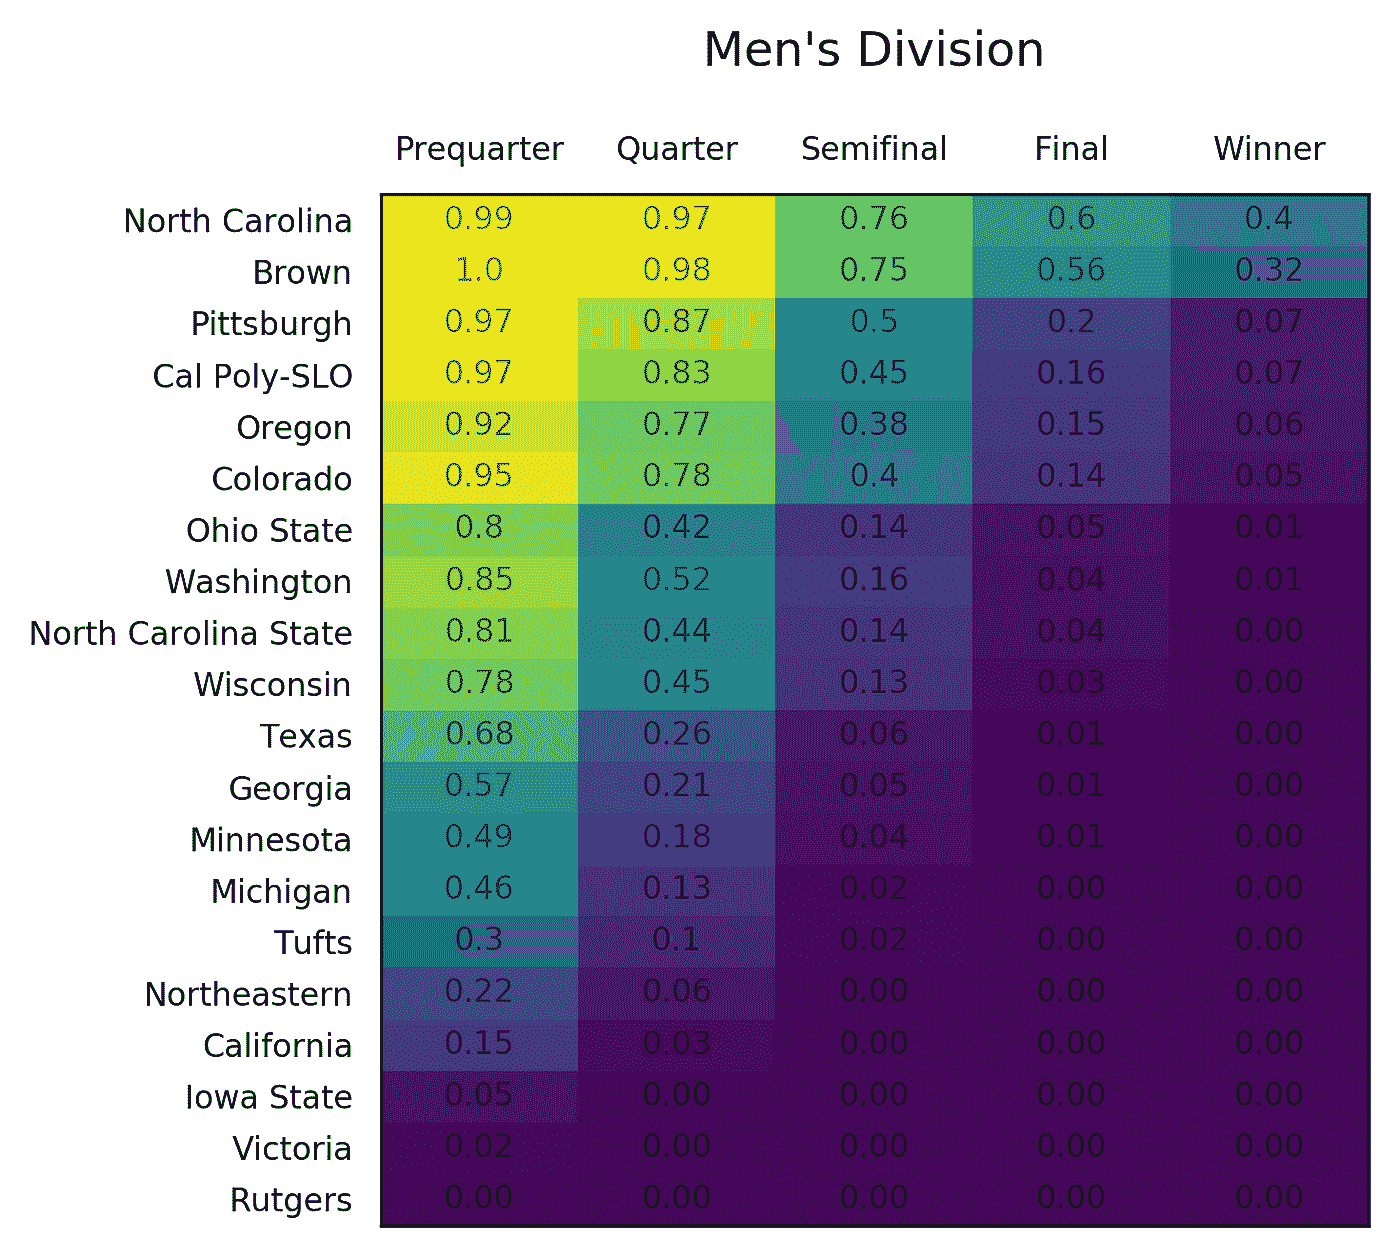 Men's Division
Prequarter Quarter Semifinal Final Winner
North Carolina 0.99 0.97 0.76 0.6 0.4
Brown 1.0 0.98 0.75 0.56 0.32
Pittsburgh 0.97 0.87 0.5 0.2 0.07
Cal Poly-SLO 0.97 0.83 0.45 0.16 0.07
Oregon 0.92 0.77 0.38 0.15 0.06
Colorado 0.95 0.78 0.4 0.14 0.05
Ohio State 0.8 0.42 0.14 0.05 0.01
Washington 0.85 0.52 0.16 0.04 0.01
North Carolina State 0.81 0.44 0.14 0.04 0.00
Wisconsin 0.78 0.45 0.13 0.03 0.00
Texas 0.68 0.26 0.06 0.01 0.00
Georgia 0.57 0.21 0.05 0.01 0.00
Minnesota 0.49 0.18 0.04 0.01 0.00
Michigan 0.46 0.13 0.02 0.00 0.00
Tufts 0.3 0.1 0.02 0.00 0.00
Northeastern 0.22 0.06 0.00 0.00 0.00
California 0.15 0.03 0.00 0.00 0.00
Iowa State 0.05 0.00 0.00 0.00 0.00
Victoria 0.02 0.00 0.00 0.00 0.00
Rutgers 0.00 0.00 0.00 0.00 0.00